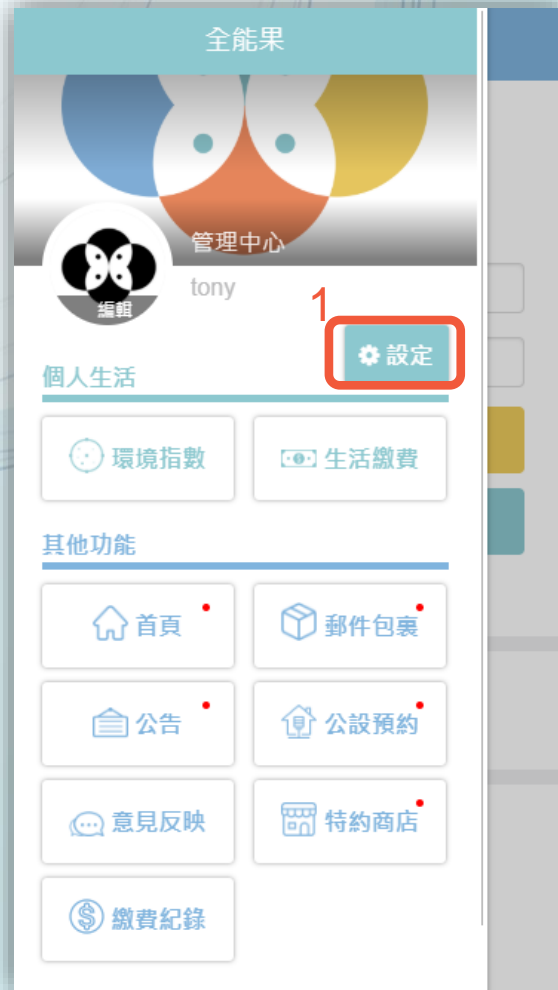 全能果
管理中心
tony
編輯
1
設定
個人生活
環境指數 生活繳費
其他功能
首頁 郵件包裹
公告 公設預約
意見反映 特約商店
繳費紀錄